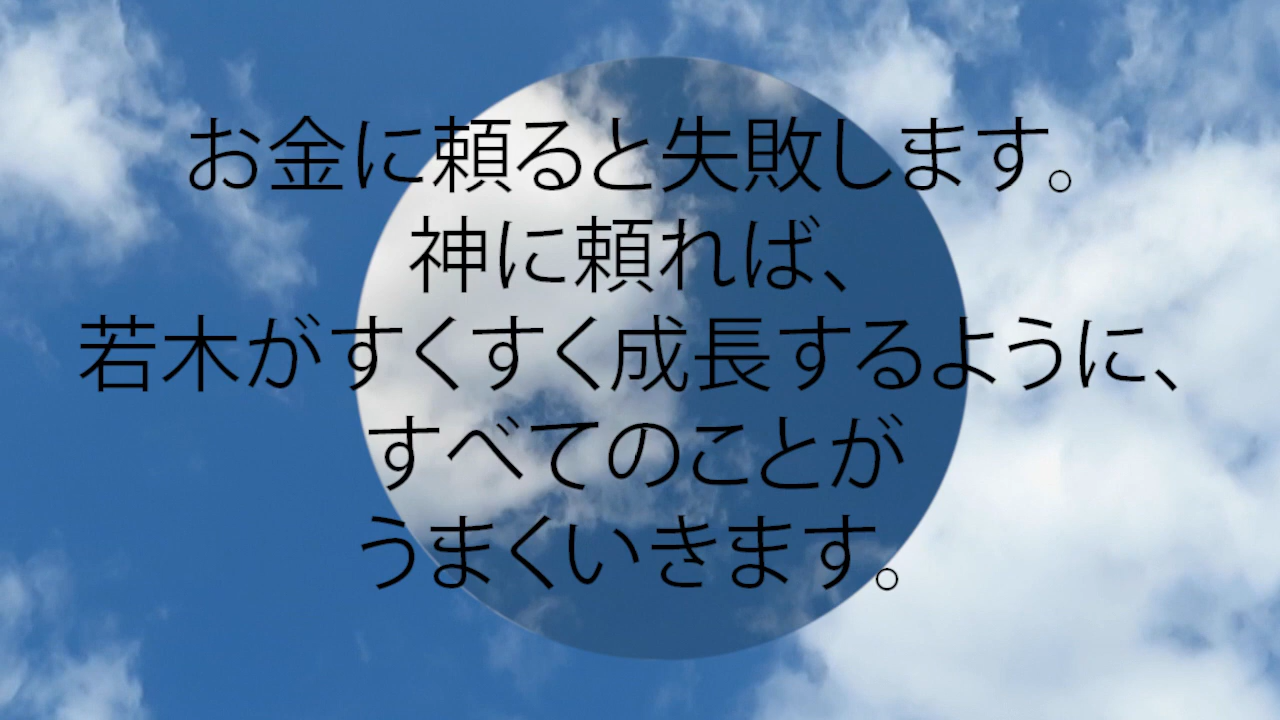 お金に頼ると失敗します。
神に頼れば、
若木がすくすく成長するように、
すべてのことが
うまくいきます。